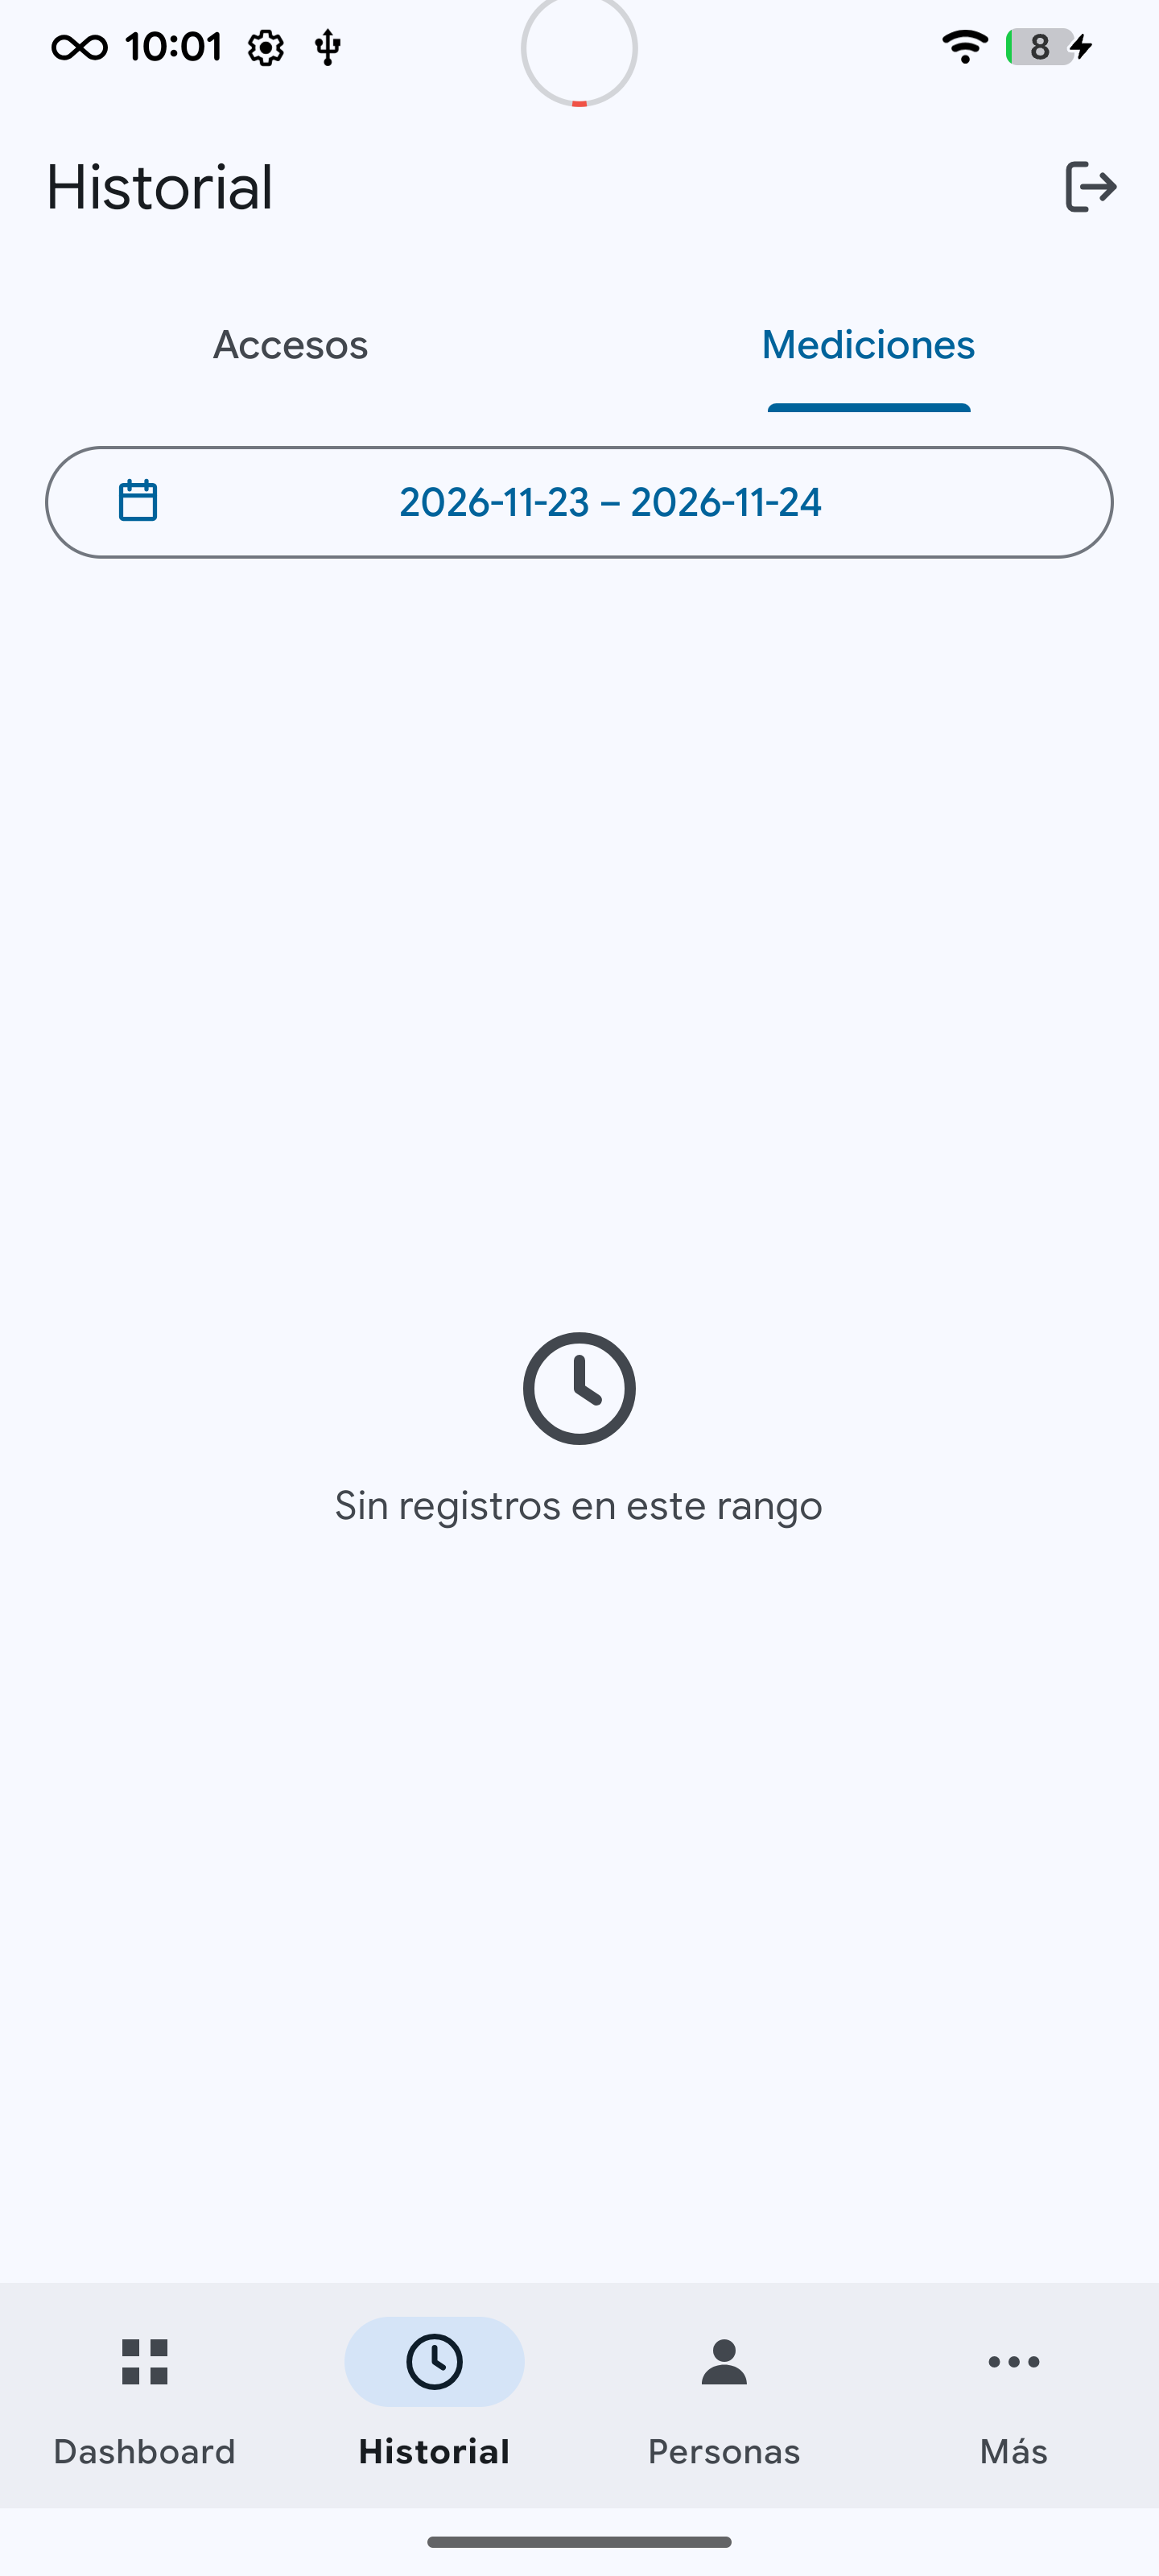 10:01
8
Historial
Accesos
Mediciones
2026-11-23 – 2026-11-24
Sin registros en este rango
Dashboard
Historial
Personas
Más